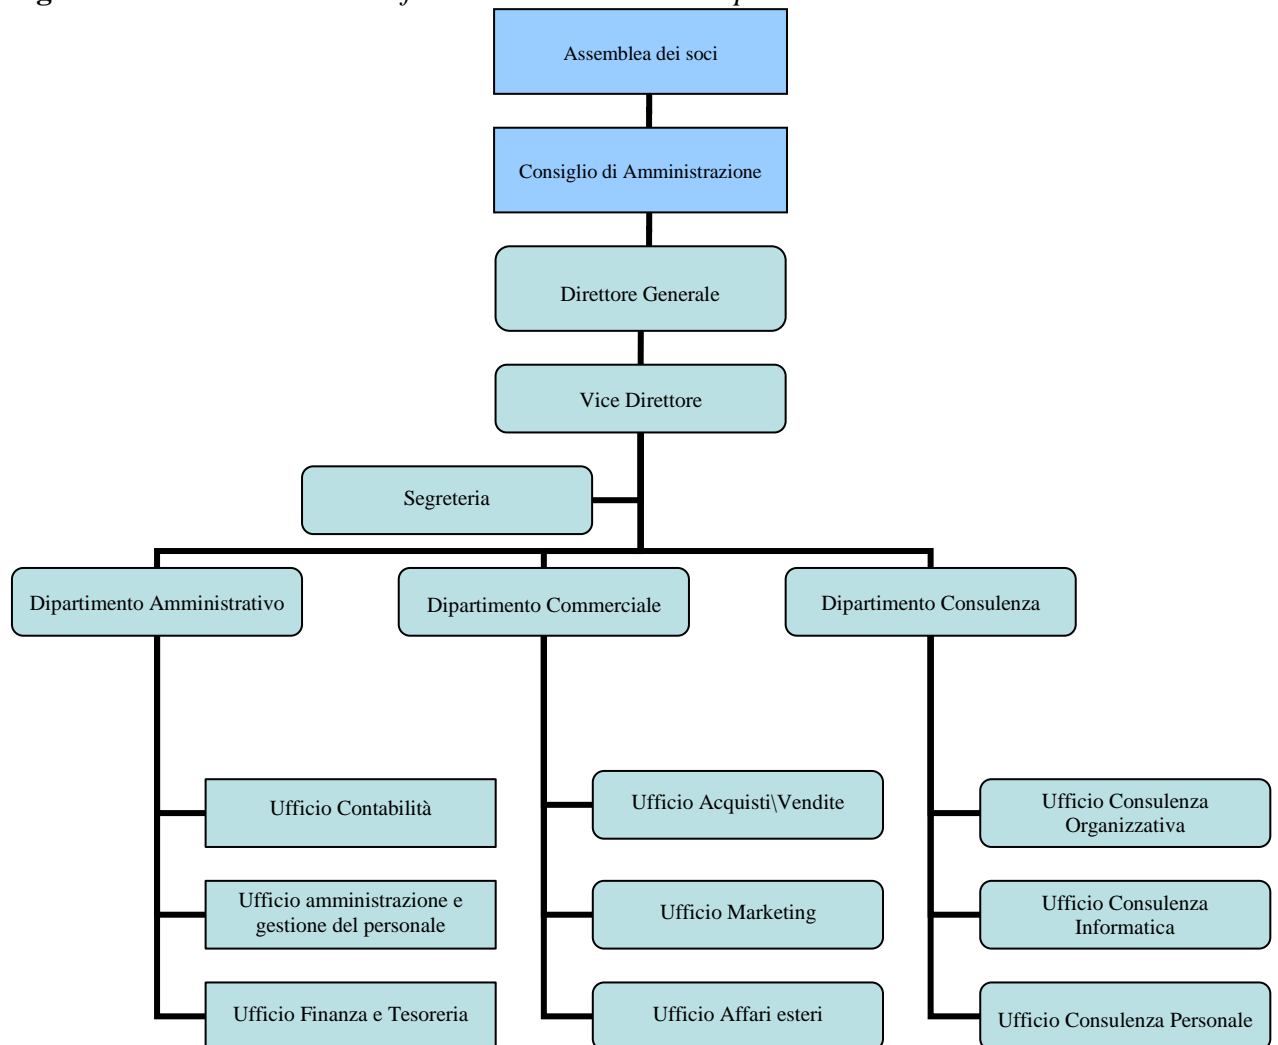 Assemblea dei soci
Consiglio di Amministrazione
Direttore Generale
Vice Direttore
Segreteria
Dipartimento Amministrativo
Dipartimento Commerciale
Dipartimento Consulenza
Ufficio Contabilità
Ufficio amministrazione e
gestione del personale
Ufficio Finanza e Tesoreria
Ufficio Acquisti\Vendite
Ufficio Marketing
Ufficio Affari esteri
Ufficio Consulenza
Organizzativa
Ufficio Consulenza
Informatica
Ufficio Consulenza Personale